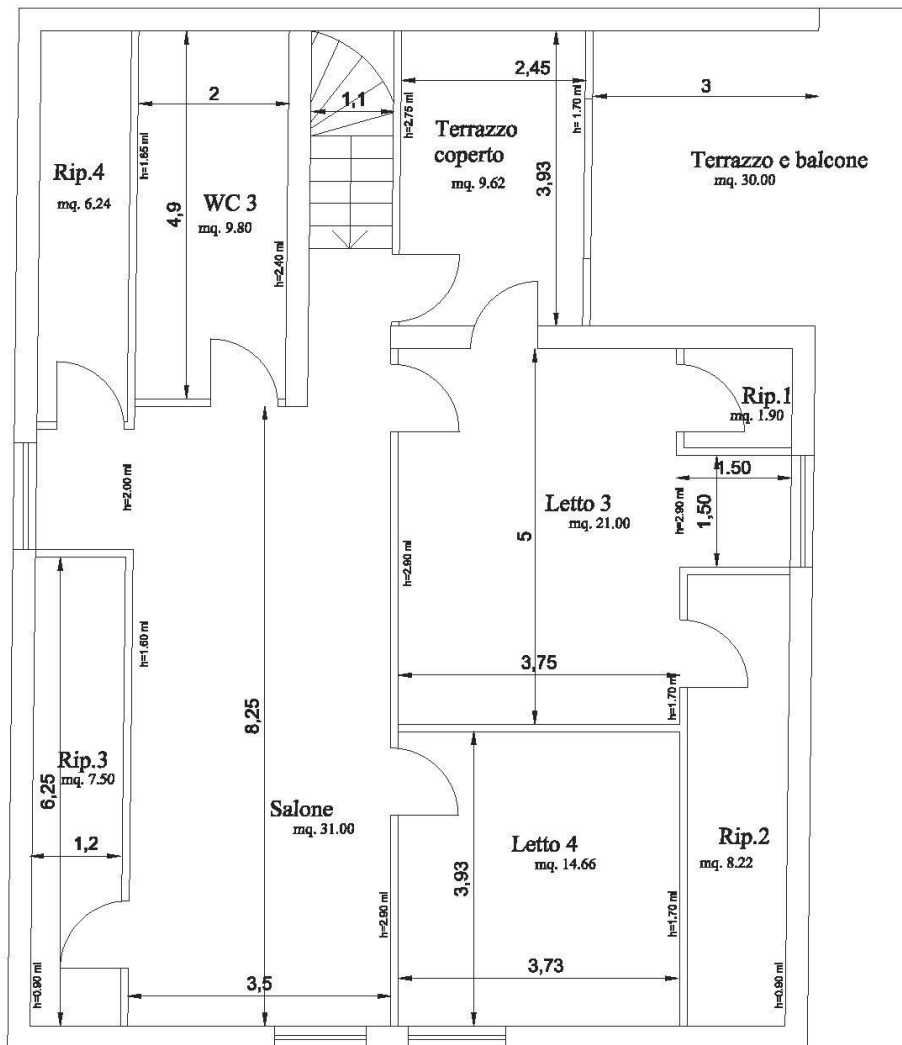 2
1,1
2,45
3
h=1.65 ml
h=2.75 ml
h= 1.70 ml
Terrazzo
coperto
mq. 9.62
Terrazzo e balcone
mq. 30.00
Rip.4
mq. 6.24
4,9
WC 3
mq. 9.80
3,93
h=2.40 ml
Rip.1
mq. 1.90
1.50
h=2.00 ml
Letto 3
mq. 21.00
h=2.90 ml
1,50
5
h=2.90 ml
h=1.60 ml
3,75
h=1.70 ml
8,25
Rip.3
mq. 7.50
6,25
Salone
mq. 31.00
1,2
Letto 4
mq. 14.66
Rip.2
mq. 8.22
3,93
h=2.90 ml
h=1.70 ml
3,73
3,5
h=0.90 ml
h=0.90 ml